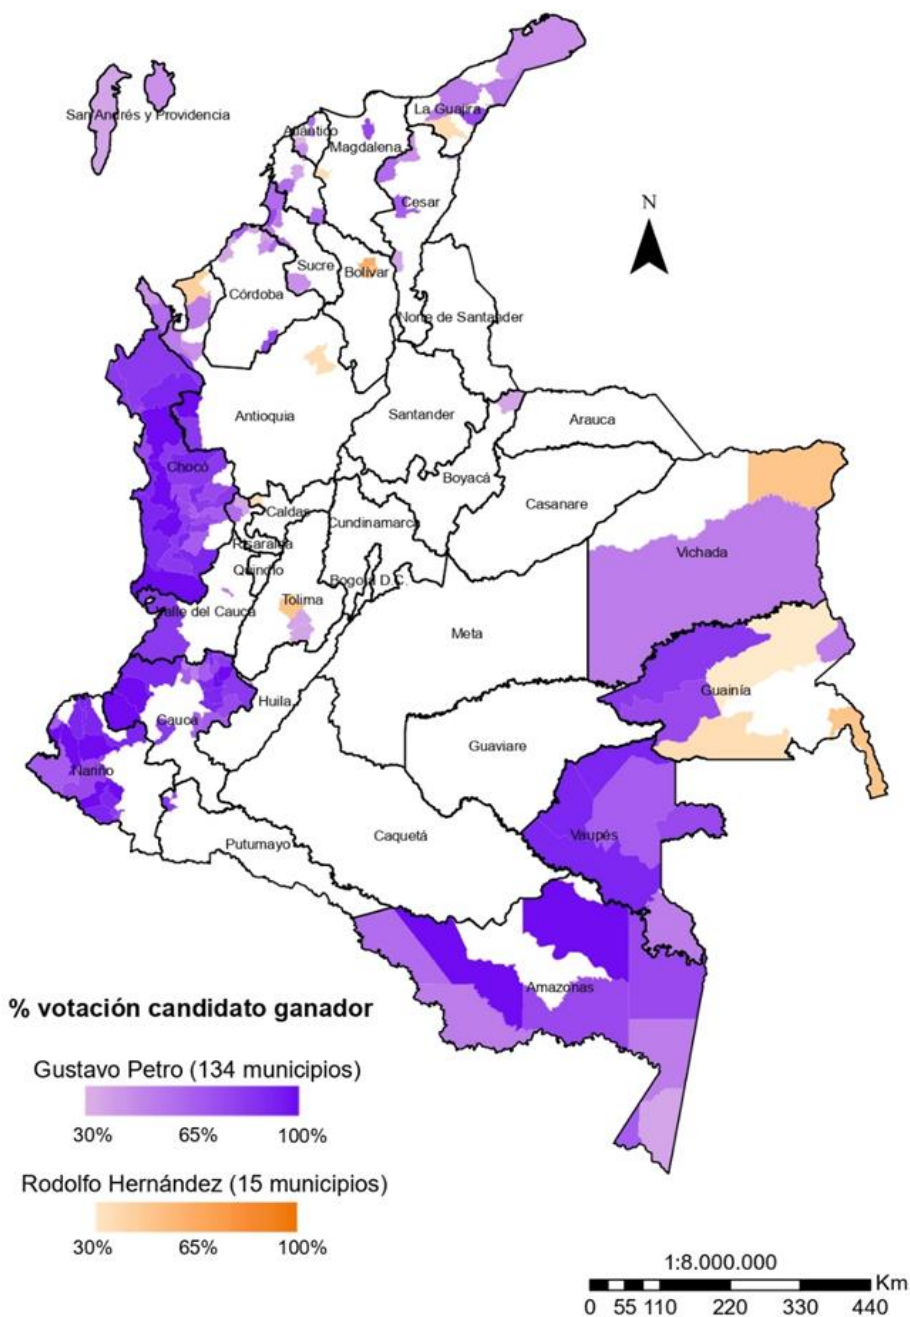 San Andrés y Providencia
La Guajira
Atlántico
Magdalena
Cesar
N
Sucre
Bolívar
Córdoba
Norte de Santander
Antioquia
Santander
Arauca
Chocó
Boyacá
Casanare
Caldas
Cundinamarca
Risaralda
Quindío
Bogotá D.C.
Vichada
Tolima
Valle del Cauca
Meta
Guainía
Huila
Cauca
Guaviare
Nariño
Vaupés
Caquetá
Putumayo
Amazonas
% votación candidato ganador
Gustavo Petro (134 municipios)
30% 65% 100%
Rodolfo Hernández (15 municipios)
30% 65% 100%
1:8.000.000
Km
0 55 110 220 330 440